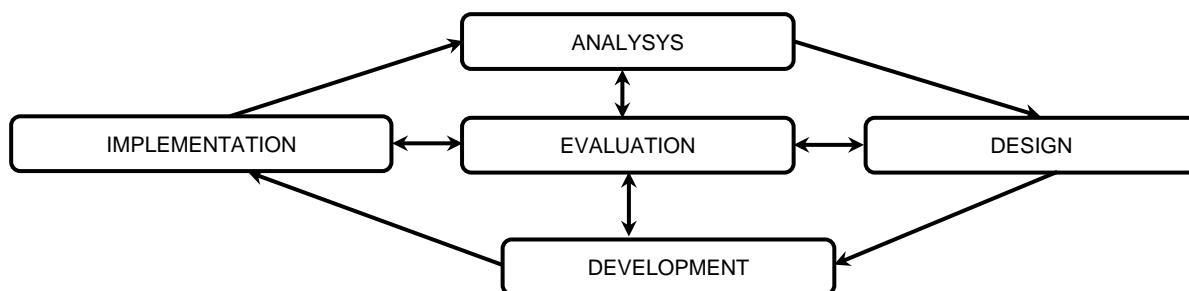 ANALYSYS
IMPLEMENTATION
EVALUATION
DESIGN
DEVELOPMENT